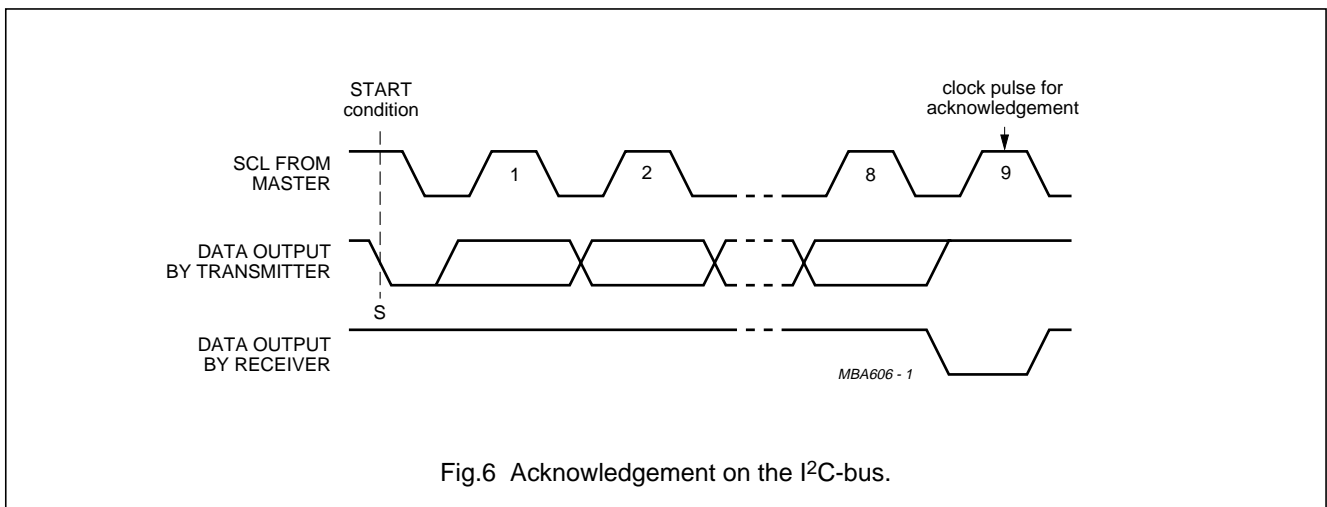 START
condition
clock pulse for
acknowledgement
SCL FROM
MASTER
1
2
8
9
DATA OUTPUT
BY TRANSMITTER
S
DATA OUTPUT
BY RECEIVER
MBA606 - 1
Fig.6 Acknowledgement on the I²C-bus.